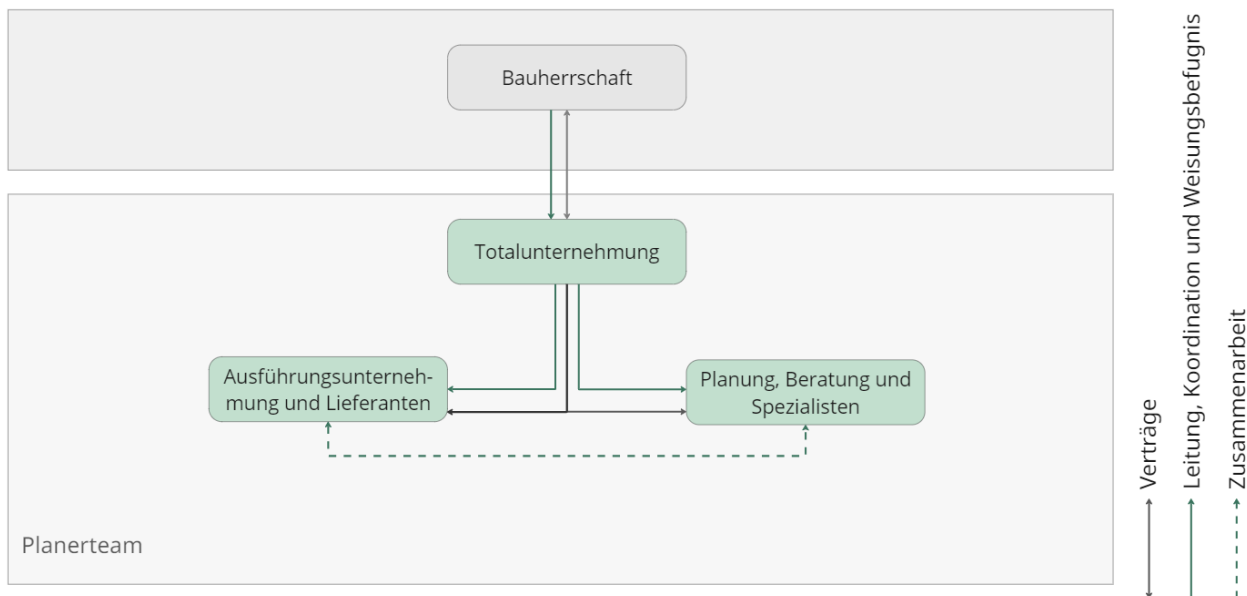 Bauherrschaft
Totalunternehmung
Ausführungsunterneh-
mung und Lieferanten
Planung, Beratung und
Spezialisten
Planerteam
Verträge
Leitung, Koordination und Weisungsbefugnis
Zusammenarbeit